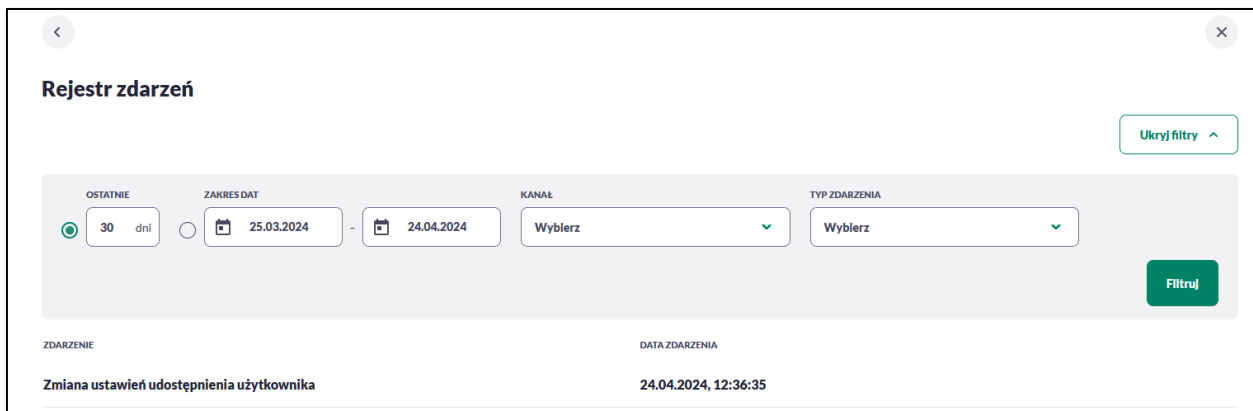 Rejestr zdarzeń
Ukryj filtry
OSTATNIE ZAKRES DAT KANAŁ TYP ZDARZENIA
30 dni 25.03.2024 - 24.04.2024 Wybierz Wybierz
Filtruj
ZDARZENIE DATA ZDARZENIA
Zmiana ustawień udostępnienia użytkownika 24.04.2024, 12:36:35